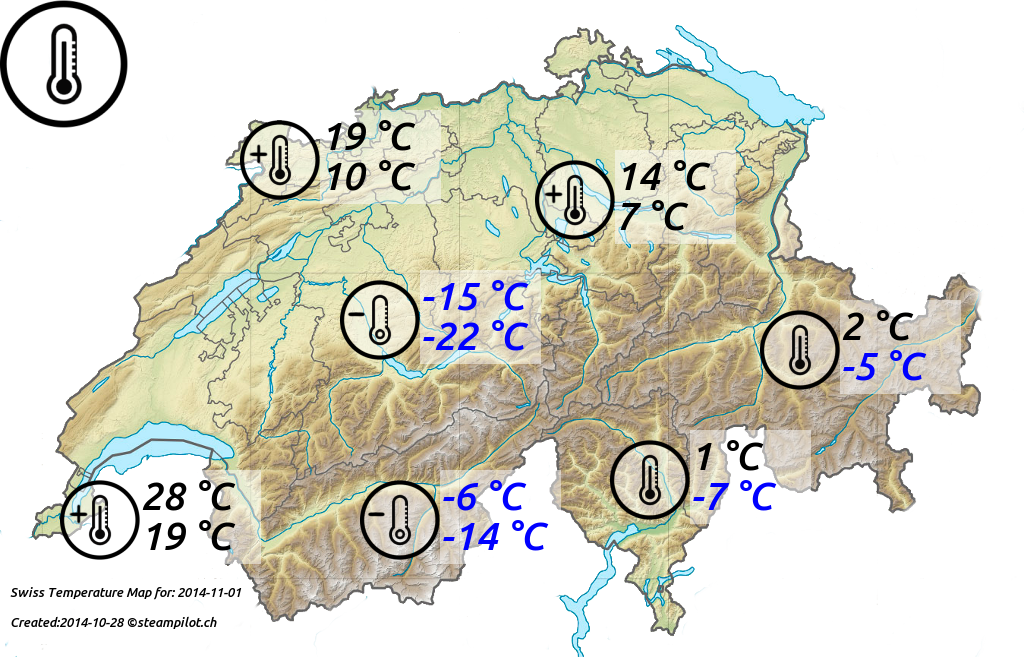 19 °C
10 °C
14 °C
7 °C
-15 °C
-22 °C
2 °C
-5 °C
1 °C
-7 °C
28 °C
19 °C
-6 °C
-14 °C
Swiss Temperature Map for: 2014-11-01
Created:2014-10-28 ©steampilot.ch